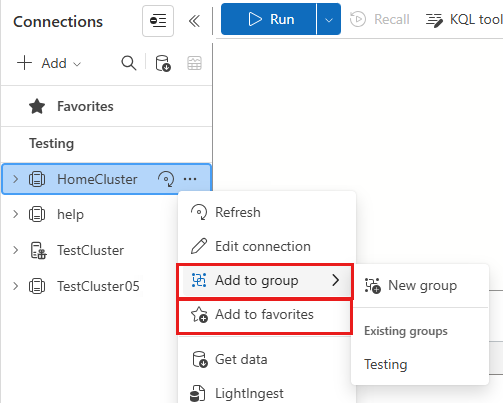 Connections
Run
Recall
KQL tool
Add
Favorites
Testing
HomeCluster
help
TestCluster
TestCluster05
Refresh
Edit connection
Add to group
Add to favorites
Get data
LightIngest
New group
Existing groups
Testing